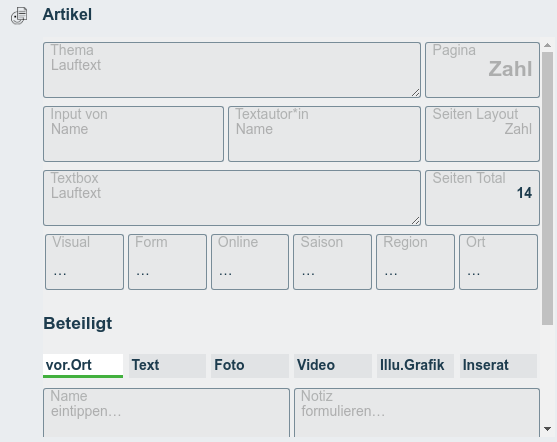 Artikel
Thema
Lauftext
Pagina
Zahl
Input von
Name
Textautor*in
Name
Seiten Layout
Zahl
Textbox
Lauftext
Seiten Total
14
Visual
...
Form
...
Online
...
Saison
...
Region
...
Ort
...
Beteiligt
vor.Ort Text Foto Video Illu.Grafik Inserat
Name
eintippen...
Notiz
formulieren...